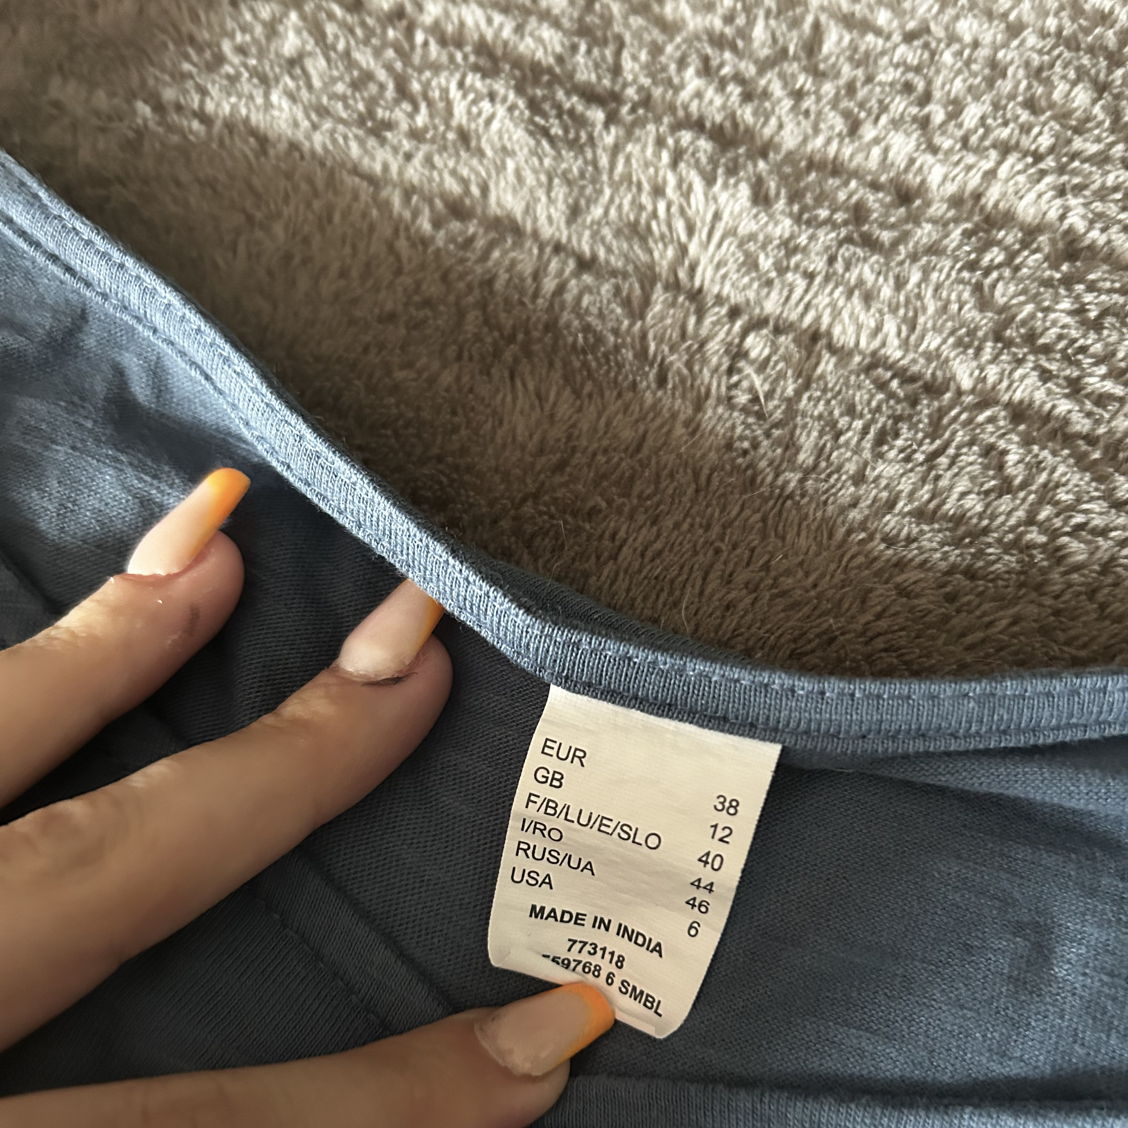 EUR 38
GB 12
F/B/LU/E/SLO 40
I/RO 44
RUS/UA 46
USA 6
MADE IN INDIA
773118
59768 6 SMBL